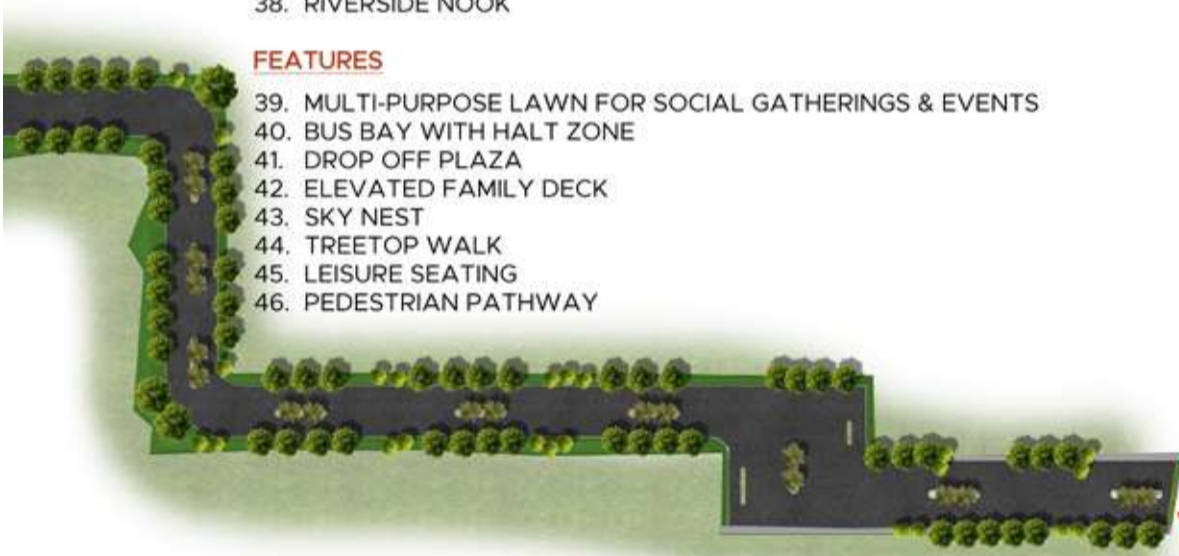 38. RIVERSIDE NOOK
FEATURES
39. MULTI-PURPOSE LAWN FOR SOCIAL GATHERINGS & EVENTS
40. BUS BAY WITH HALT ZONE
41. DROP OFF PLAZA
42. ELEVATED FAMILY DECK
43. SKY NEST
44. TREETOP WALK
45. LEISURE SEATING
46. PEDESTRIAN PATHWAY